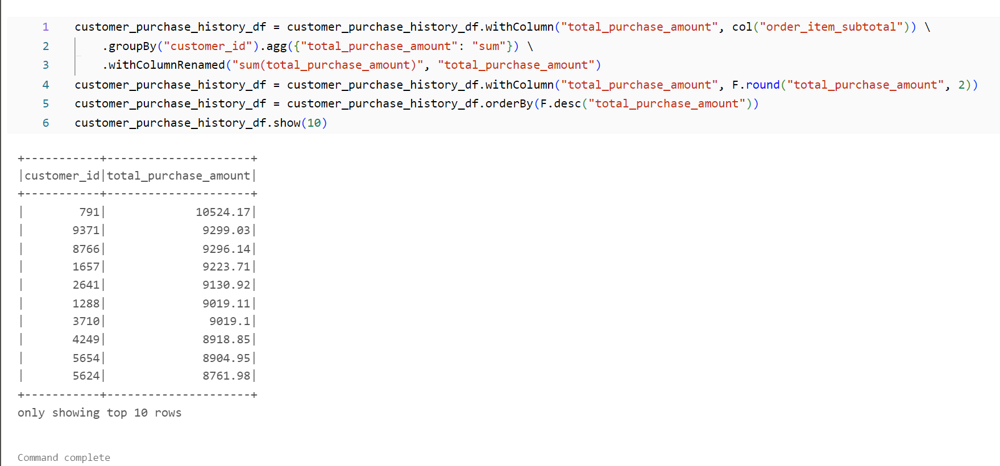 1 customer_purchase_history_df = customer_purchase_history_df.withColumn("total_purchase_amount", col("order_item_subtotal")) \
2 .groupBy("customer_id").agg({"total_purchase_amount": "sum"}) \
3 .withColumnRenamed("sum(total_purchase_amount)", "total_purchase_amount")
4 customer_purchase_history_df = customer_purchase_history_df.withColumn("total_purchase_amount", F.round("total_purchase_amount", 2))
5 customer_purchase_history_df = customer_purchase_history_df.orderBy(F.desc("total_purchase_amount"))
6 customer_purchase_history_df.show(10)
+-----------+---------------------+
|customer_id|total_purchase_amount|
+-----------+---------------------+
|        791|             10524.17|
|       9371|              9299.03|
|       8766|              9296.14|
|       1657|              9223.71|
|       2641|              9130.92|
|       1288|              9019.11|
|       3710|               9019.1|
|       4249|              8918.85|
|       5654|              8904.95|
|       5624|              8761.98|
+-----------+---------------------+
only showing top 10 rows
Command complete